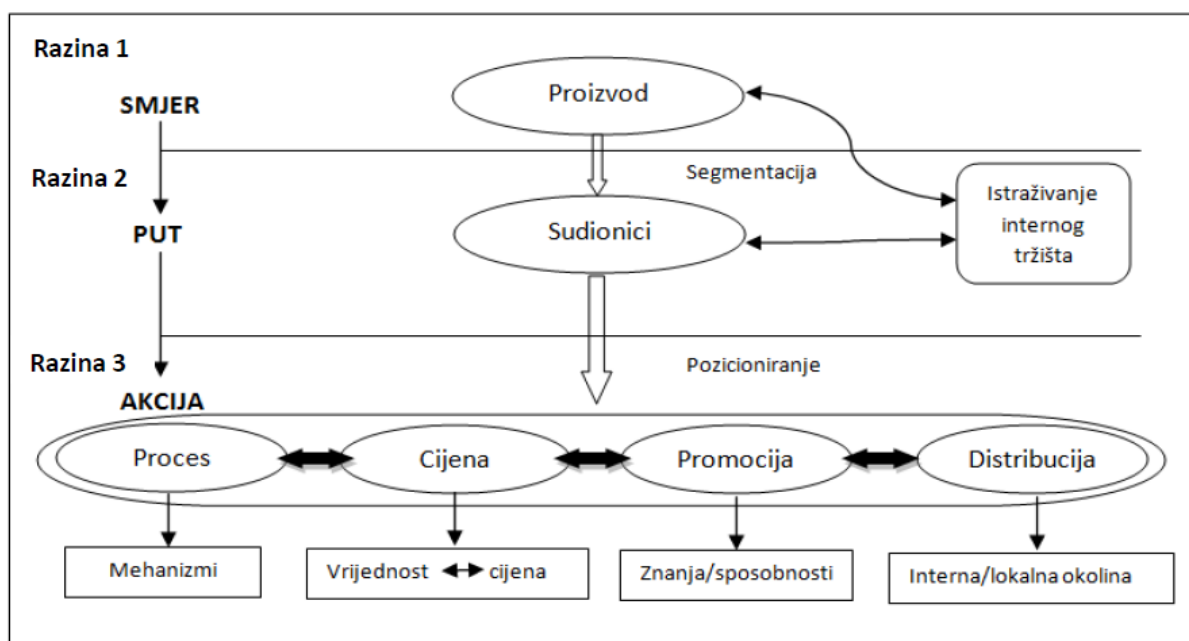 Razina 1
SMJER
Proizvod
Razina 2
Segmentacija
PUT
Sudionici
Istraživanje
internog
tržišta
Razina 3
Pozicioniranje
AKCIJA
Proces
Cijena
Promocija
Distribucija
Mehanizmi
Vrijednost cijena
Znanja/sposobnosti
Interna/lokalna okolina